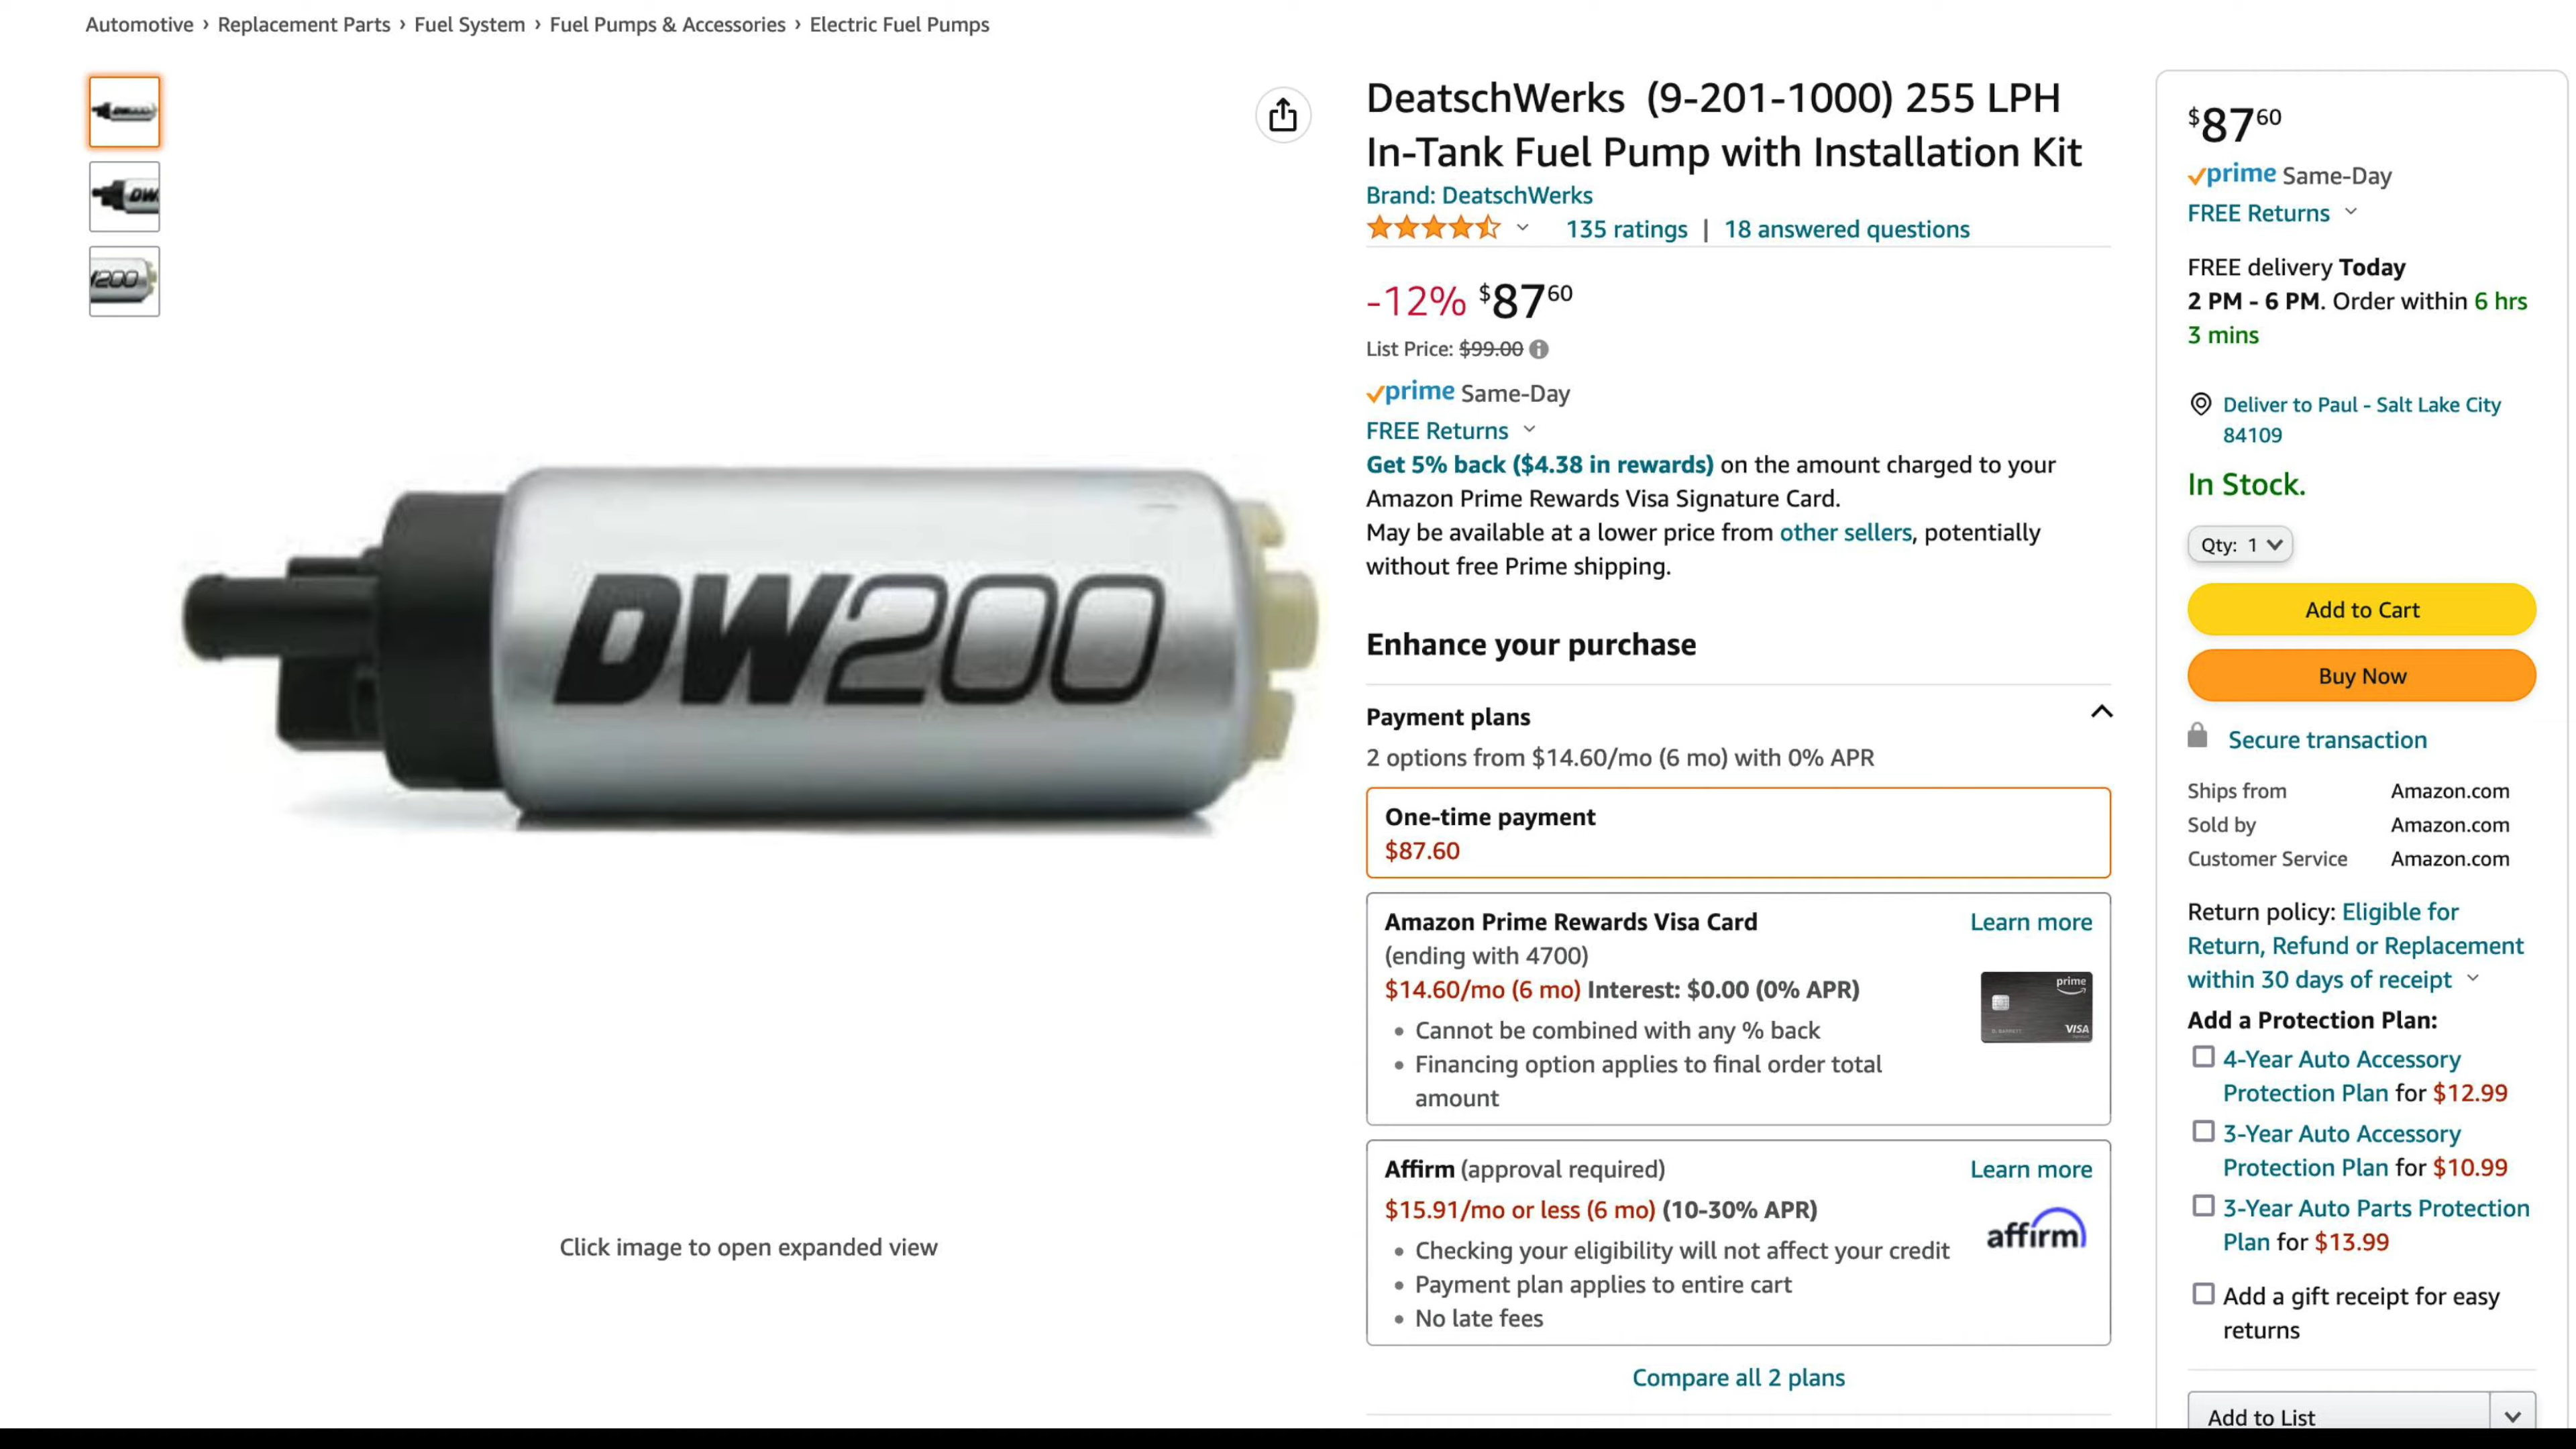 Automotive › Replacement Parts › Fuel System › Fuel Pumps & Accessories › Electric Fuel Pumps
DW
200
DW200
Click image to open expanded view
DeatschWerks (9-201-1000) 255 LPH
In-Tank Fuel Pump with Installation Kit
Brand: DeatschWerks
135 ratings | 18 answered questions
-12% $87 60
List Price: $99.00
prime Same-Day
FREE Returns
Get 5% back ($4.38 in rewards) on the amount charged to your
Amazon Prime Rewards Visa Signature Card.
May be available at a lower price from other sellers, potentially
without free Prime shipping.
Enhance your purchase
Payment plans
2 options from $14.60/mo (6 mo) with 0% APR
One-time payment
$87.60
Amazon Prime Rewards Visa Card Learn more
(ending with 4700)
$14.60/mo (6 mo) Interest: $0.00 (0% APR)
• Cannot be combined with any % back
• Financing option applies to final order total
amount
prime
VISA
Affirm (approval required) Learn more
$15.91/mo or less (6 mo) (10-30% APR)
affirm
• Checking your eligibility will not affect your credit
• Payment plan applies to entire cart
• No late fees
Compare all 2 plans
$87 60
prime Same-Day
FREE Returns
FREE delivery Today
2 PM - 6 PM. Order within 6 hrs
3 mins
Deliver to Paul - Salt Lake City
84109
In Stock.
Qty: 1
Add to Cart
Buy Now
Secure transaction
Ships from Amazon.com
Sold by Amazon.com
Customer Service Amazon.com
Return policy: Eligible for
Return, Refund or Replacement
within 30 days of receipt
Add a Protection Plan:
4-Year Auto Accessory
Protection Plan for $12.99
3-Year Auto Accessory
Protection Plan for $10.99
3-Year Auto Parts Protection
Plan for $13.99
Add a gift receipt for easy
returns
Add to List